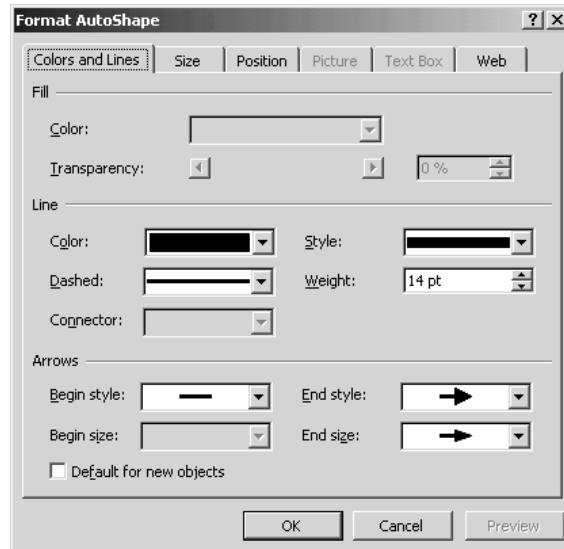 Format AutoShape
Colors and Lines Size Position Picture Text Box Web
Fill
Color:
Transparency: 0 %
Line
Color: Style:
Dashed: Weight: 14 pt
Connector:
Arrows
Begin style: End style:
Begin size: End size:
Default for new objects
OK Cancel Preview